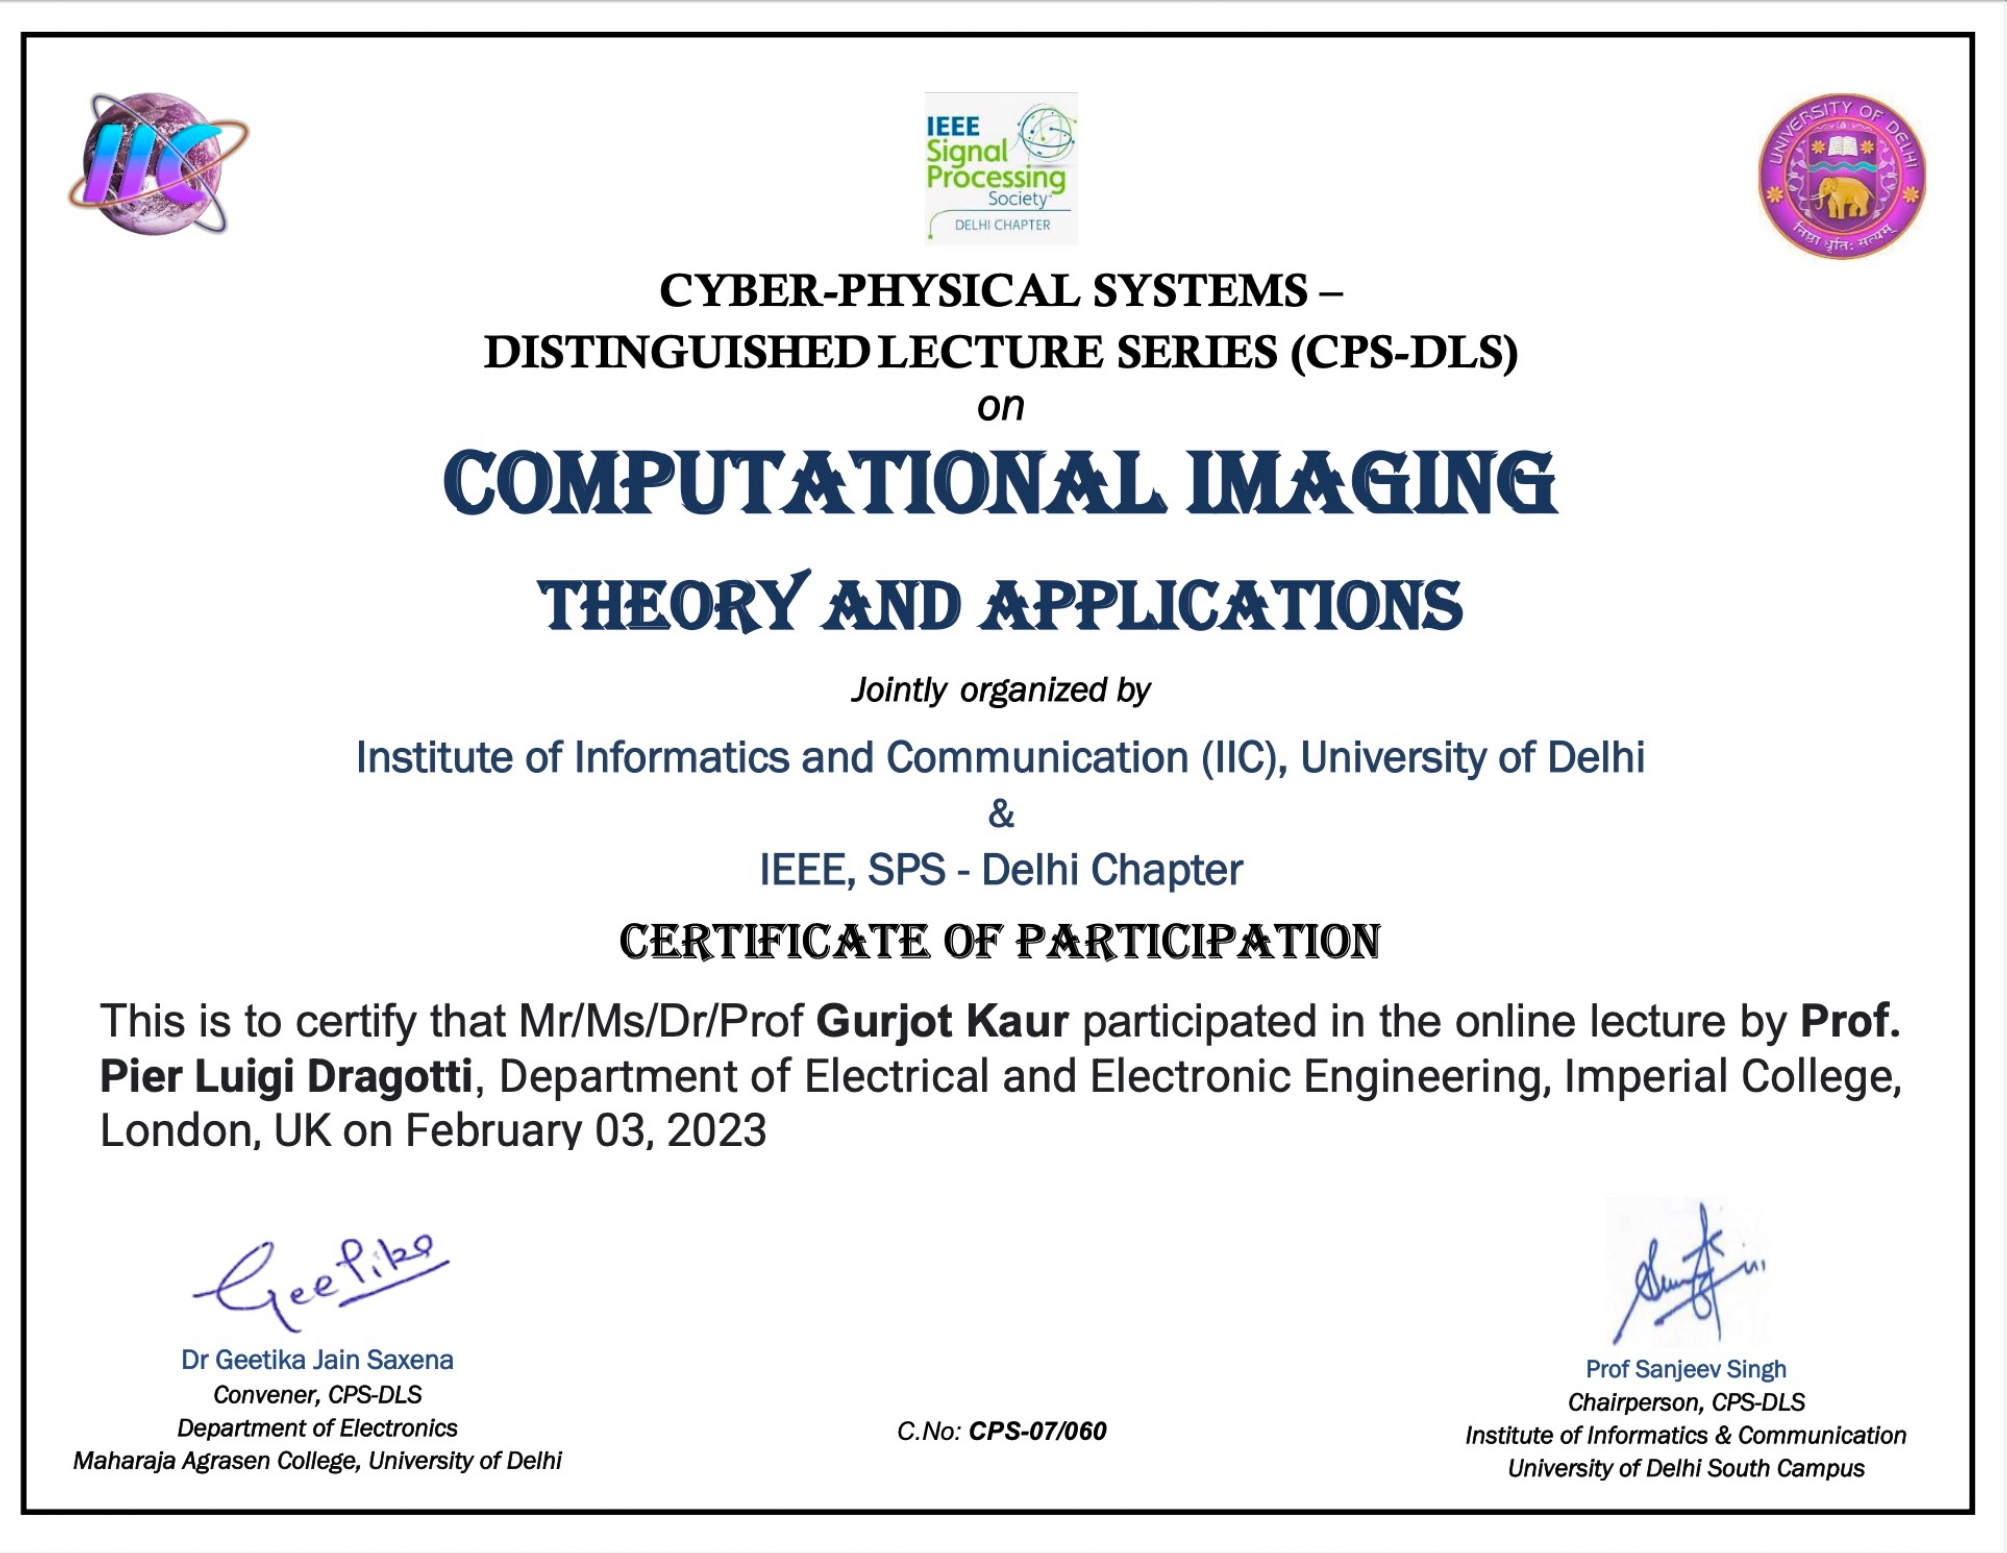 IIC
IEEE
Signal
Processing
Society
DELHI CHAPTER
UNIVERSITY OF DELHI
निष्ठा धृति: सत्यम्
CYBER-PHYSICAL SYSTEMS –
DISTINGUISHED LECTURE SERIES (CPS-DLS)
on
COMPUTATIONAL IMAGING
THEORY AND APPLICATIONS
Jointly organized by
Institute of Informatics and Communication (IIC), University of Delhi
&
IEEE, SPS - Delhi Chapter
CERTIFICATE OF PARTICIPATION
This is to certify that Mr/Ms/Dr/Prof Gurjot Kaur participated in the online lecture by Prof.
Pier Luigi Dragotti, Department of Electrical and Electronic Engineering, Imperial College,
London, UK on February 03, 2023
Geetika
Dr Geetika Jain Saxena
Convener, CPS-DLS
Department of Electronics
Maharaja Agrasen College, University of Delhi
C.No: CPS-07/060
Prof Sanjeev Singh
Chairperson, CPS-DLS
Institute of Informatics & Communication
University of Delhi South Campus